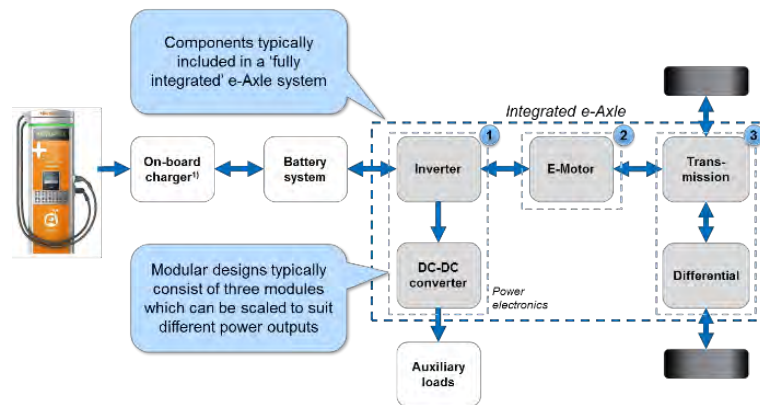 Components typically
included in a 'fully
integrated' e-Axle system
Integrated e-Axle
1
2
3
On-board
charger1)
Battery
system
Inverter
E-Motor
Trans-
mission
Modular designs typically
consist of three modules
which can be scaled to suit
different power outputs
DC-DC
converter
Power
electronics
Differential
Auxiliary
loads